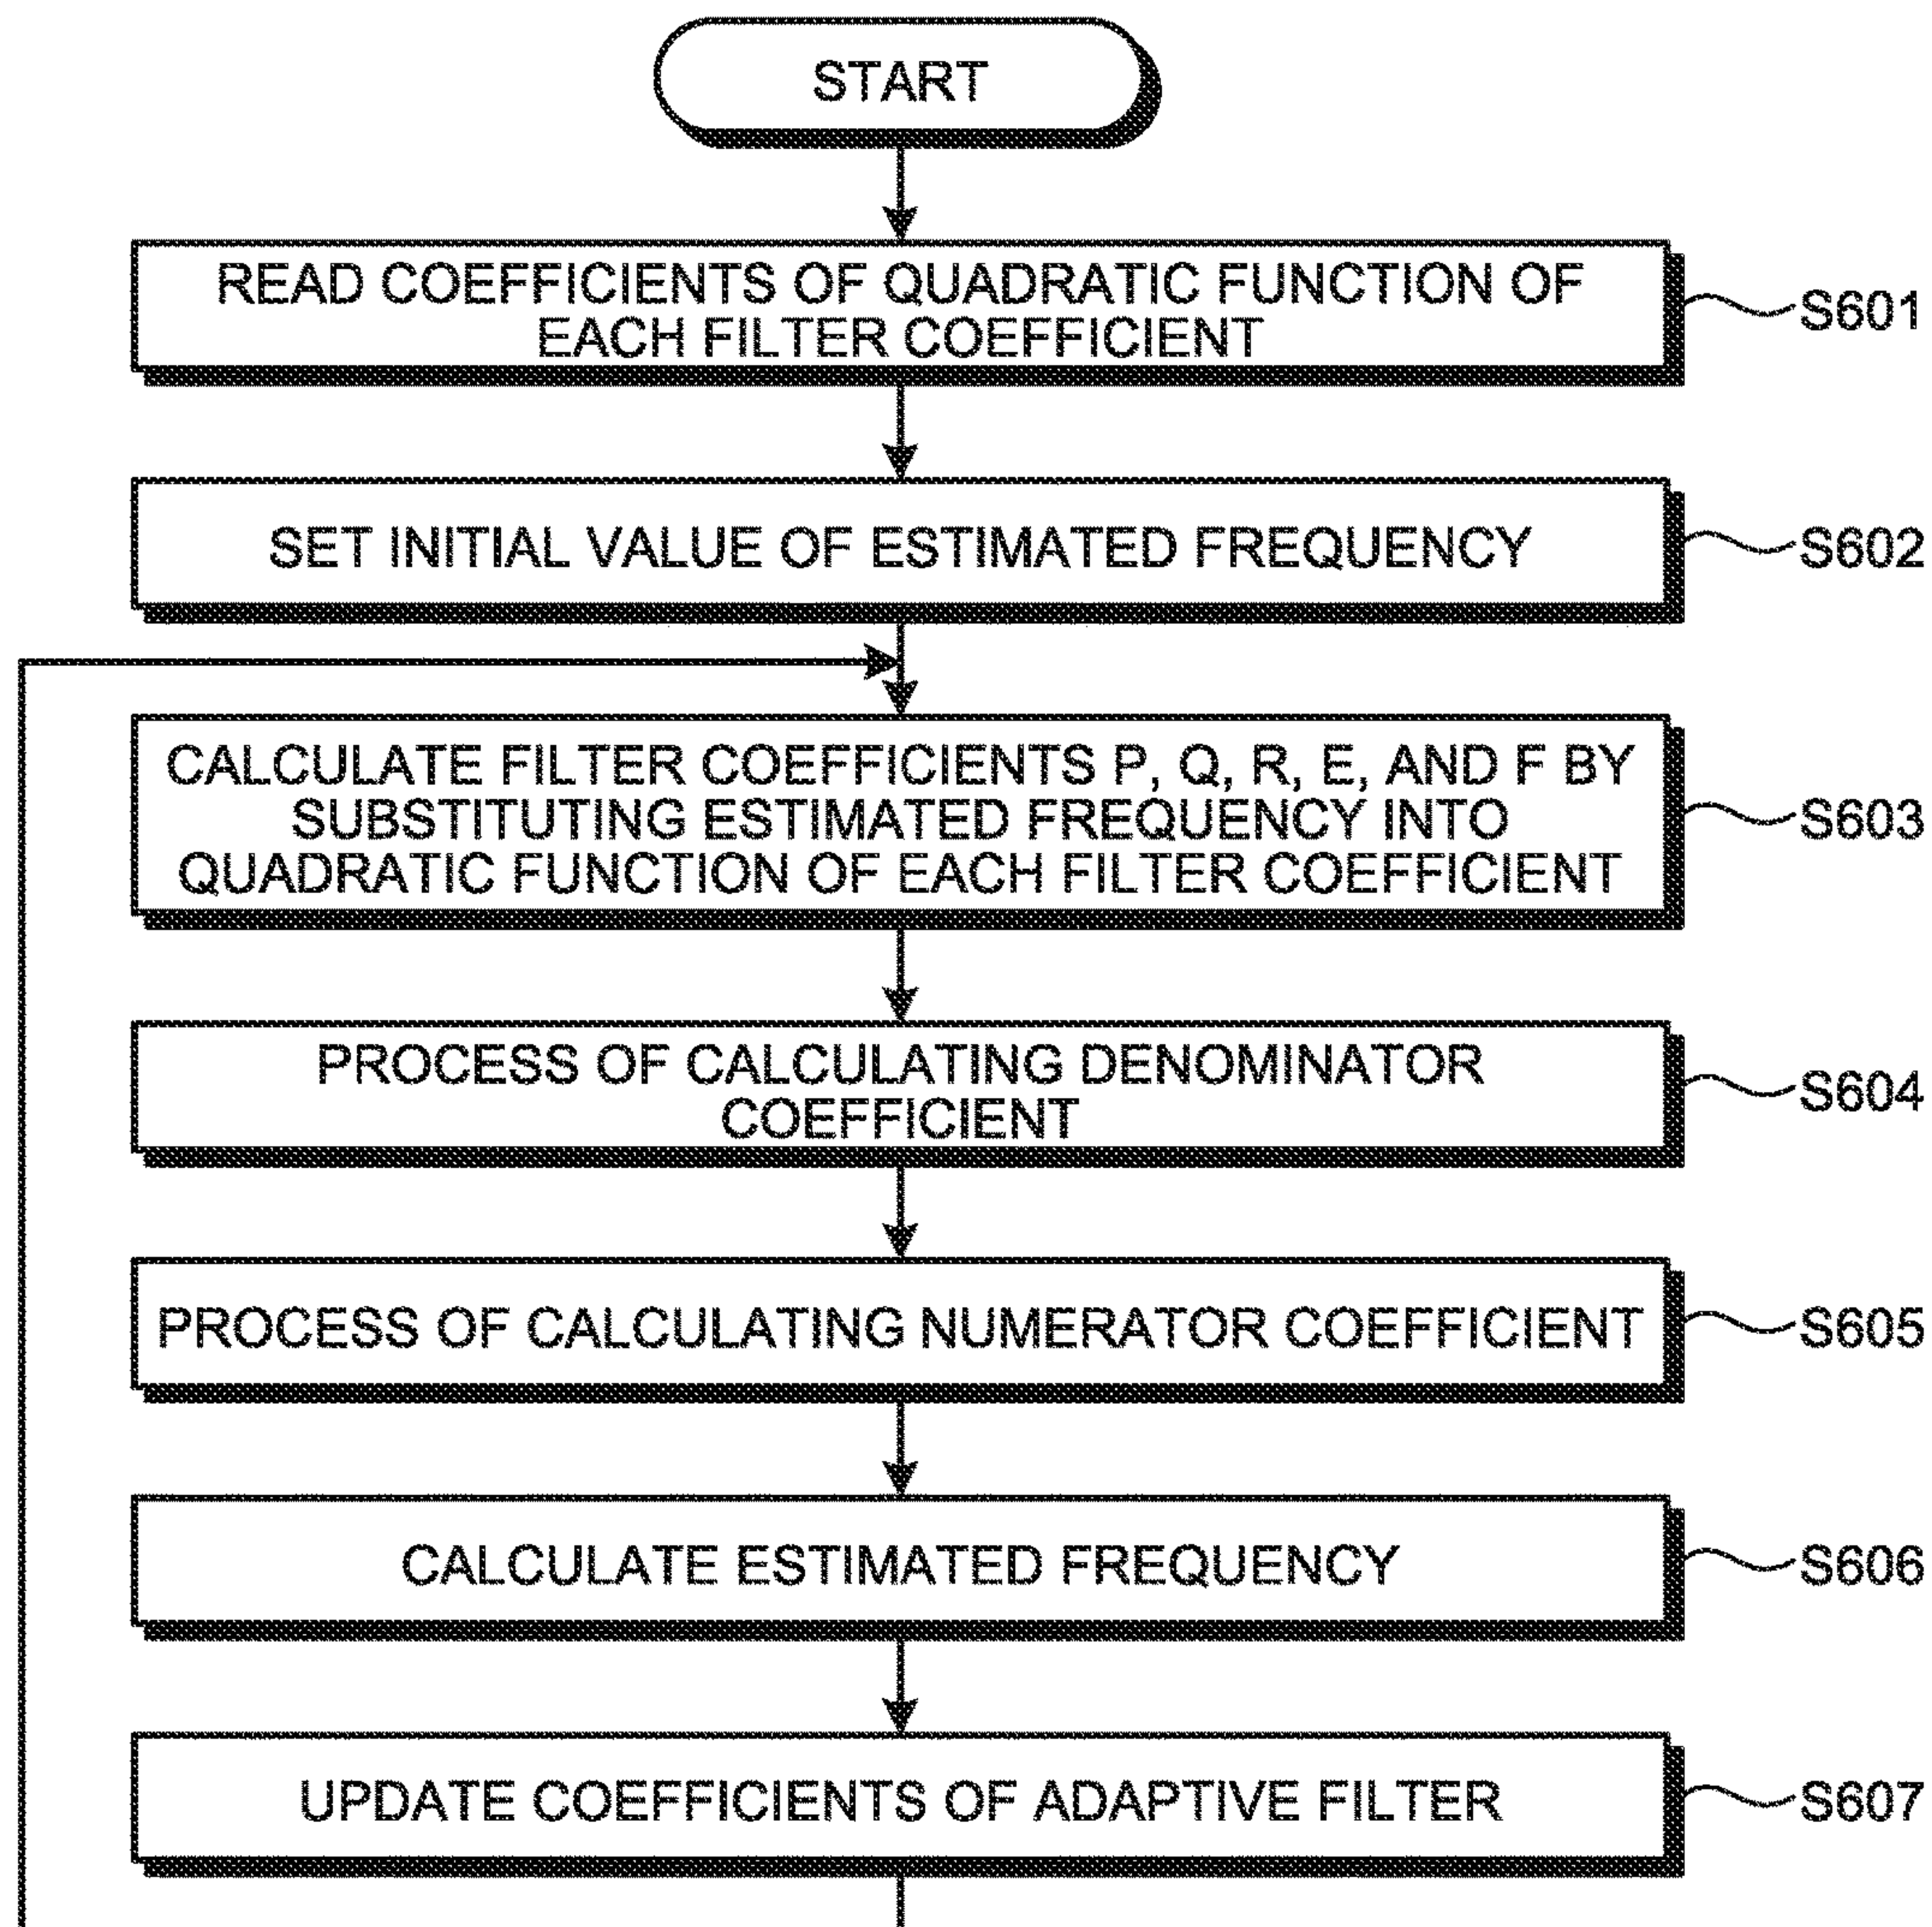 START
READ COEFFICIENTS OF QUADRATIC FUNCTION OF
EACH FILTER COEFFICIENT
S601
SET INITIAL VALUE OF ESTIMATED FREQUENCY
S602
CALCULATE FILTER COEFFICIENTS P, Q, R, E, AND F BY
SUBSTITUTING ESTIMATED FREQUENCY INTO
QUADRATIC FUNCTION OF EACH FILTER COEFFICIENT
S603
PROCESS OF CALCULATING DENOMINATOR
COEFFICIENT
S604
PROCESS OF CALCULATING NUMERATOR COEFFICIENT
S605
CALCULATE ESTIMATED FREQUENCY
S606
UPDATE COEFFICIENTS OF ADAPTIVE FILTER
S607